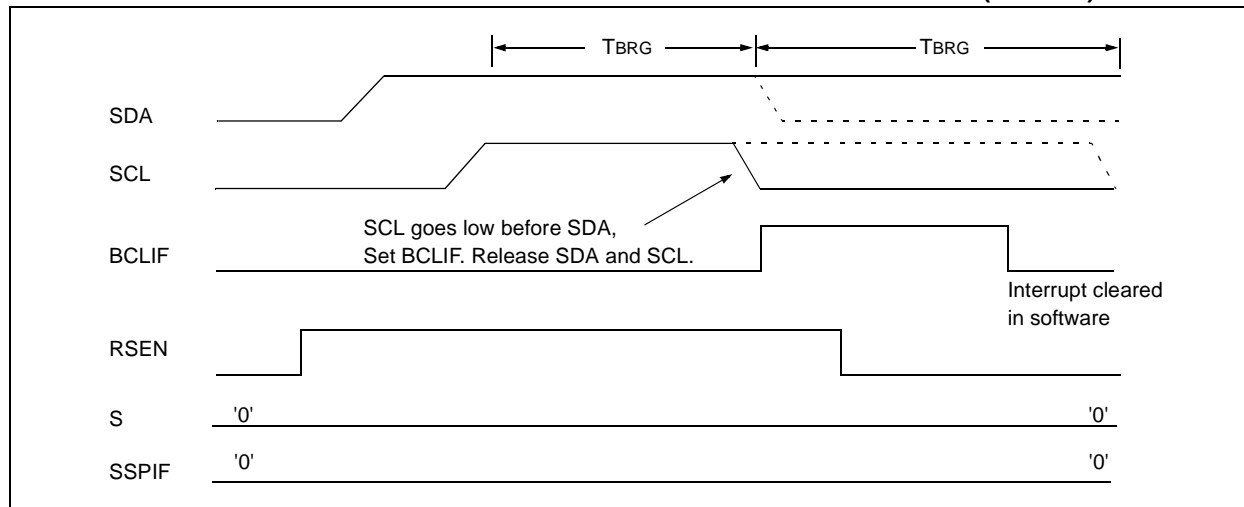 TBRG TBRG
SDA
SCL
SCL goes low before SDA,
Set BCLIF. Release SDA and SCL.
BCLIF
Interrupt cleared
in software
RSEN
S '0' '0'
SSPIF '0' '0'